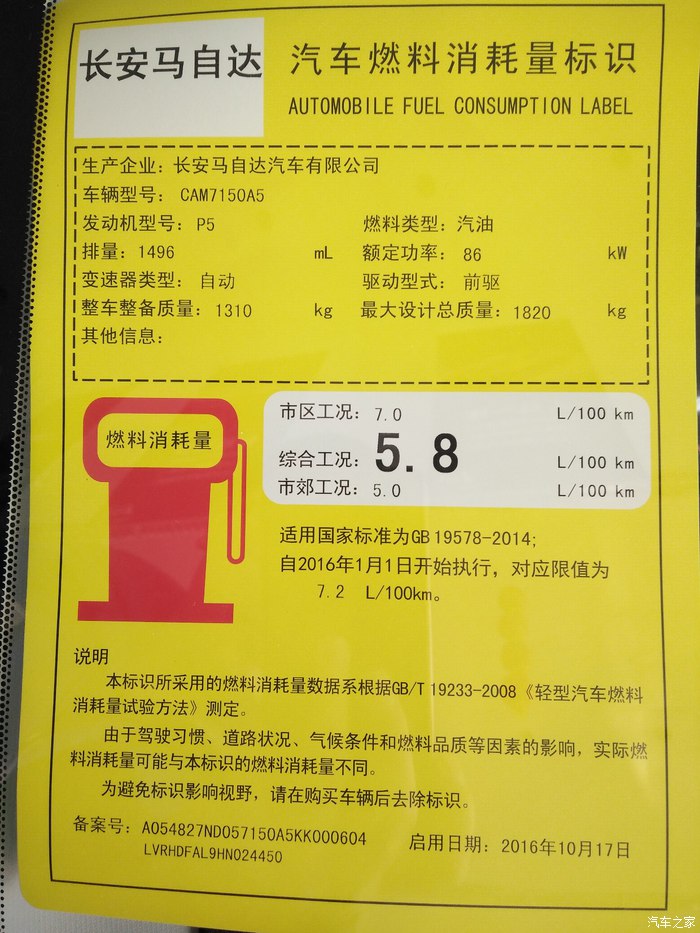 长安马自达
汽车燃料消耗量标识
AUTOMOBILE FUEL CONSUMPTION LABEL
生产企业：长安马自达汽车有限公司
车辆型号： CAM7150A5
发动机型号：P5 燃料类型：汽油
排量：1496 mL 额定功率：86 kW
变速器类型：自动 驱动型式：前驱
整车整备质量：1310 kg 最大设计总质量：1820 kg
其他信息：
燃料消耗量
市区工况：7.0 L/100 km
综合工况：5.8 L/100 km
市郊工况：5.0 L/100 km
适用国家标准为GB 19578-2014;
自2016年1月1日开始执行，对应限值为
7.2 L/100km。
说明
本标识所采用的燃料消耗量数据系根据GB/T 19233-2008《轻型汽车燃料
消耗量试验方法》测定。
由于驾驶习惯、道路状况、气候条件和燃料品质等因素的影响，实际燃
料消耗量可能与本标识的燃料消耗量不同。
为避免标识影响视野，请在购买车辆后去除标识。
备案号：A054827ND057150A5KK000604 启用日期：2016年10月17日
LVRHDFAL9HN024450
汽车之家